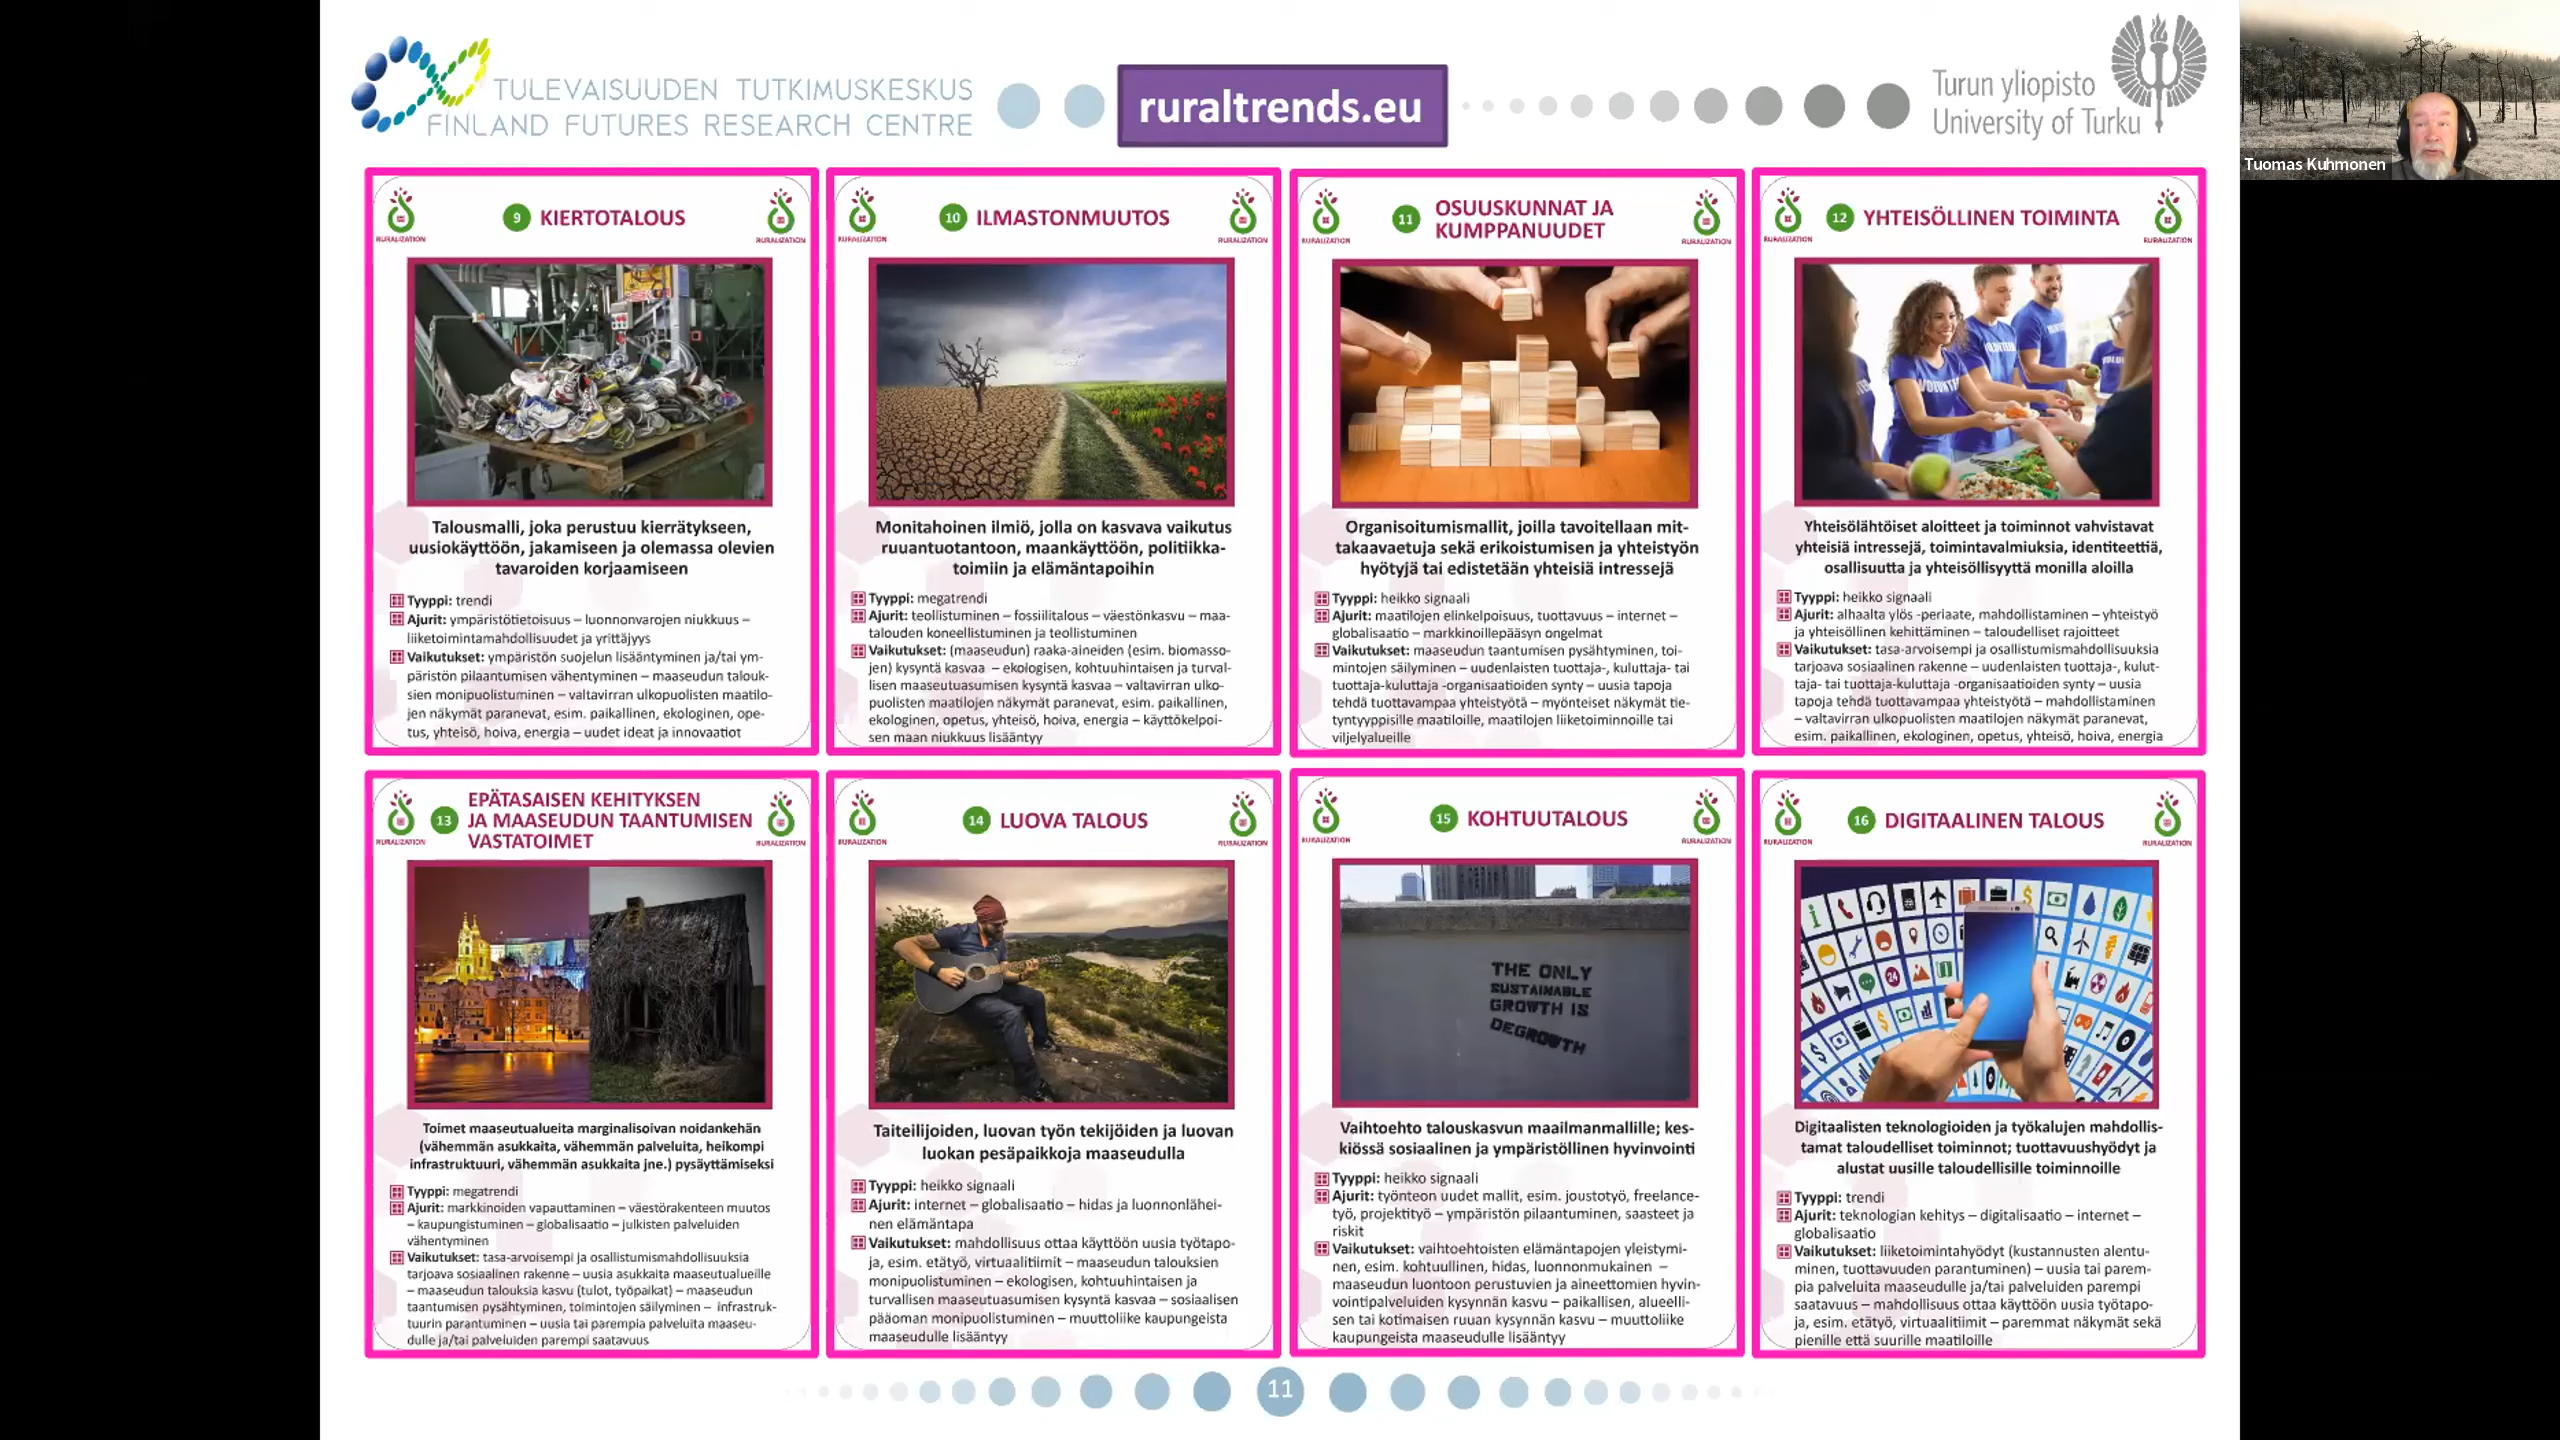 TULEVAISUUDEN TUTKIMUSKESKUS
FINLAND FUTURES RESEARCH CENTRE
ruraltrends.eu
Turun yliopisto
University of Turku
Tuomas Kuhmonen
RURALIZATION
9 KIERTOTALOUS
RURALIZATION
Talousmalli, joka perustuu kierrätykseen,
uusiokäyttöön, jakamiseen ja olemassa olevien
tavaroiden korjaamiseen
Tyyppi: trendi
Ajurit: ympäristötietoisuus – luonnonvarojen niukkuus –
liiketoimintamahdollisuudet ja yrittäjyys
Vaikutukset: ympäristön suojelun lisääntyminen ja/tai ym-
päristön pilaantumisen vähentyminen – maaseudun talouk-
sien monipuolistuminen – valtavirran ulkopuolisten maatilo-
jen näkymät paranevat, esim. paikallinen, ekologinen, ope-
tus, yhteisö, hoiva, energia – uudet ideat ja innovaatiot
RURALIZATION
10 ILMASTONMUUTOS
RURALIZATION
Monitahoinen ilmiö, jolla on kasvava vaikutus
ruuantuotantoon, maankäyttöön, politiikka-
toimiin ja elämäntapoihin
Tyyppi: megatrendi
Ajurit: teollistuminen – fossiilitalous – väestönkasvu – maa-
talouden koneellistuminen ja teollistuminen
Vaikutukset: (maaseudun) raaka-aineiden (esim. biomasso-
jen) kysyntä kasvaa – ekologisen, kohtuuhintaisen ja turval-
lisen maaseutuasumisen kysyntä kasvaa – valtavirran ulko-
puolisten maatilojen näkymät paranevat, esim. paikallinen,
ekologinen, opetus, yhteisö, hoiva, energia – käyttökelpoi-
sen maan niukkuus lisääntyy
RURALIZATION
11 OSUUSKUNNAT JA
KUMPPANUUDET
RURALIZATION
Organisoitumismallit, joilla tavoitellaan mit-
takaavaetuja sekä erikoistumisen ja yhteistyön
hyötyjä tai edistetään yhteisiä intressejä
Tyyppi: heikko signaali
Ajurit: maatilojen elinkelpoisuus, tuottavuus – internet –
globalisaatio – markkinoillepääsyn ongelmat
Vaikutukset: maaseudun taantumisen pysähtyminen, toi-
mintojen säilyminen – uudenlaisten tuottaja-, kuluttaja- tai
tuottaja-kuluttaja -organisaatioiden synty – uusia tapoja
tehdä tuottavampaa yhteistyötä – myönteiset näkymät tie-
tyntyyppisille maatiloille, maatilojen liiketoiminnoille tai
viljelyalueille
RURALIZATION
12 YHTEISÖLLINEN TOIMINTA
RURALIZATION
VOLUNTEER
Yhteisölähtöiset aloitteet ja toiminnot vahvistavat
yhteisiä intressejä, toimintavalmiuksia, identiteettiä,
osallisuutta ja yhteisöllisyyttä monilla aloilla
Tyyppi: heikko signaali
Ajurit: alhaalta ylös -periaate, mahdollistaminen – yhteistyö
ja yhteisöllinen kehittäminen – taloudelliset rajoitteet
Vaikutukset: tasa-arvoisempi ja osallistumismahdollisuuksia
tarjoava sosiaalinen rakenne – uudenlaisten tuottaja-, kulut-
taja- tai tuottaja-kuluttaja -organisaatioiden synty – uusia
tapoja tehdä tuottavampaa yhteistyötä – mahdollistaminen
– valtavirran ulkopuolisten maatilojen näkymät paranevat,
esim. paikallinen, ekologinen, opetus, yhteisö, hoiva, energia
RURALIZATION
13 EPÄTASAISEN KEHITYKSEN
JA MAASEUDUN TAANTUMISEN
VASTATOIMET
RURALIZATION
Toimet maaseutualueita marginalisoivan noidankehän
(vähemmän asukkaita, vähemmän palveluita, heikompi
infrastruktuuri, vähemmän asukkaita jne.) pysäyttämiseksi
Tyyppi: megatrendi
Ajurit: markkinoiden vapauttaminen – väestörakenteen muutos
– kaupungistuminen – globalisaatio – julkisten palveluiden
vähentyminen
Vaikutukset: tasa-arvoisempi ja osallistumismahdollisuuksia
tarjoava sosiaalinen rakenne – uusia asukkaita maaseutualueille
– maaseudun talouksia kasvu (tulot, työpaikat) – maaseudun
taantumisen pysähtyminen, toimintojen säilyminen – infrastruk-
tuurin parantuminen – uusia tai parempia palveluita maaseu-
dulle ja/tai palveluiden parempi saatavuus
RURALIZATION
14 LUOVA TALOUS
RURALIZATION
Taiteilijoiden, luovan työn tekijöiden ja luovan
luokan pesäpaikkoja maaseudulla
Tyyppi: heikko signaali
Ajurit: internet – globalisaatio – hidas ja luonnonlähei-
nen elämäntapa
Vaikutukset: mahdollisuus ottaa käyttöön uusia työtapo-
ja, esim. etätyö, virtuaalitiimit – maaseudun talouksien
monipuolistuminen – ekologisen, kohtuuhintaisen ja
turvallisen maaseutuasumisen kysyntä kasvaa – sosiaalisen
pääoman monipuolistuminen – muuttoliike kaupungeista
maaseudulle lisääntyy
RURALIZATION
15 KOHTUUTALOUS
RURALIZATION
THE ONLY
SUSTAINABLE
GROWTH IS
DEGROWTH
Vaihtoehto talouskasvun maailmanmallille; kes-
kiössä sosiaalinen ja ympäristöllinen hyvinvointi
Tyyppi: heikko signaali
Ajurit: työnteon uudet mallit, esim. joustotyö, freelance-
työ, projektityö – ympäristön pilaantuminen, saasteet ja
riskit
Vaikutukset: vaihtoehtoisten elämäntapojen yleistymi-
nen, esim. kohtuullinen, hidas, luonnonmukainen –
maaseudun luontoon perustuvien ja aineettomien hyvin-
vointipalveluiden kysynnän kasvu – paikallisen, alueelli-
sen tai kotimaisen ruuan kysynnän kasvu – muuttoliike
kaupungeista maaseudulle lisääntyy
RURALIZATION
16 DIGITAALINEN TALOUS
RURALIZATION
24
Digitaalisten teknologioiden ja työkalujen mahdollis-
tamat taloudelliset toiminnot; tuottavuushyödyt ja
alustat uusille taloudellisille toiminnoille
Tyyppi: trendi
Ajurit: teknologian kehitys – digitalisaatio – internet –
globalisaatio
Vaikutukset: liiketoimintahyödyt (kustannusten alentu-
minen, tuottavuuden parantuminen) – uusia tai parem-
pia palveluita maaseudulle ja/tai palveluiden parempi
saatavuus – mahdollisuus ottaa käyttöön uusia työtapo-
ja, esim. etätyö, virtuaalitiimit – paremmat näkymät sekä
pienille että suurille maatiloille
11